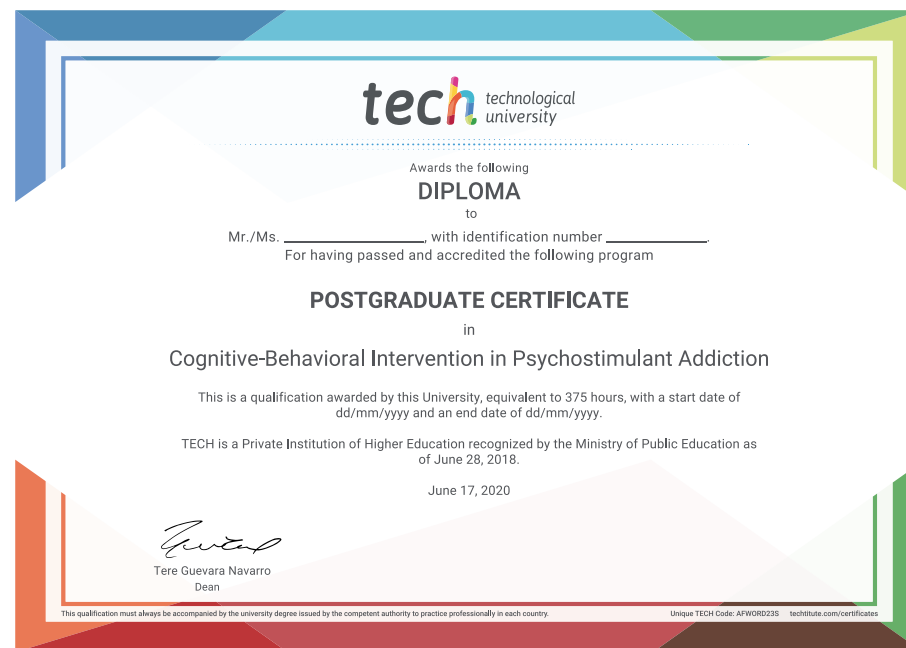 tech technological
university
Awards the following
DIPLOMA
to
Mr./Ms. ____________________, with identification number ______________.
For having passed and accredited the following program
POSTGRADUATE CERTIFICATE
in
Cognitive-Behavioral Intervention in Psychostimulant Addiction
This is a qualification awarded by this University, equivalent to 375 hours, with a start date of
dd/mm/yyyy and an end date of dd/mm/yyyy.
TECH is a Private Institution of Higher Education recognized by the Ministry of Public Education as
of June 28, 2018.
June 17, 2020
Tere Guevara Navarro
Dean
This qualification must always be accompanied by the university degree issued by the competent authority to practice professionally in each country.
Unique TECH Code: AFWORD23S techtitute.com/certificates